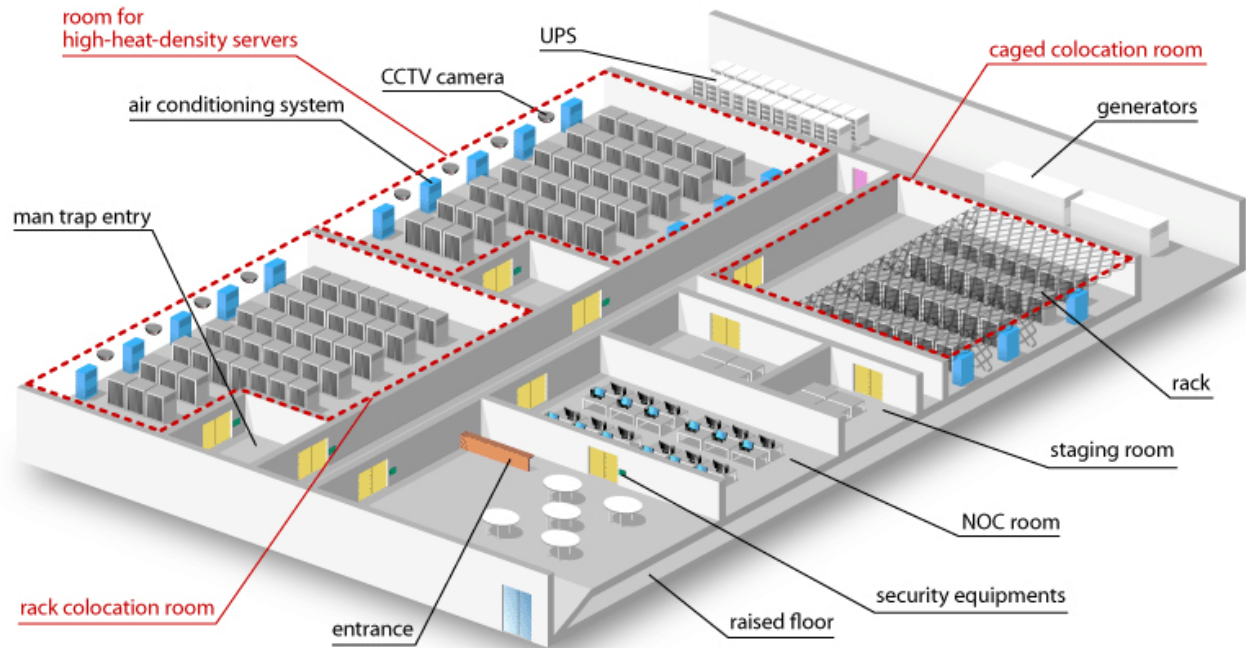 room for
high-heat-density servers
UPS
caged colocation room
CCTV camera
air conditioning system
generators
man trap entry
rack
staging room
NOC room
security equipments
rack colocation room
raised floor
entrance